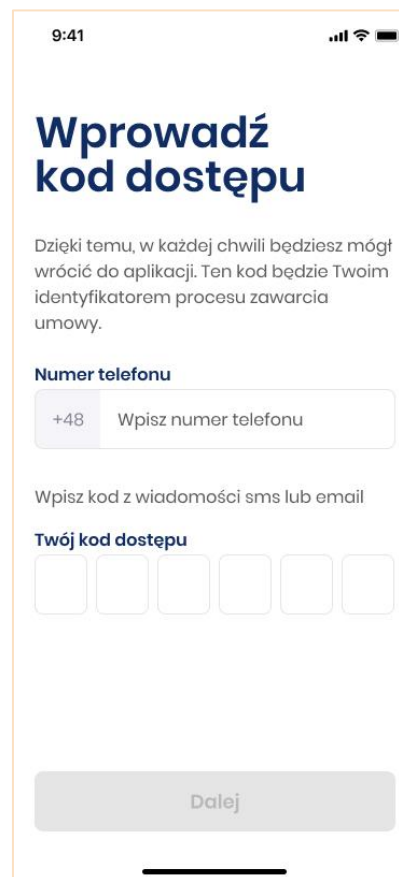 9:41
Wprowadź
kod dostępu
Dzięki temu, w każdej chwili będziesz mógł
wrócić do aplikacji. Ten kod będzie Twoim
identyfikatorem procesu zawarcia
umowy.
Numer telefonu
+48 Wpisz numer telefonu
Wpisz kod z wiadomości sms lub email
Twój kod dostępu
Dalej